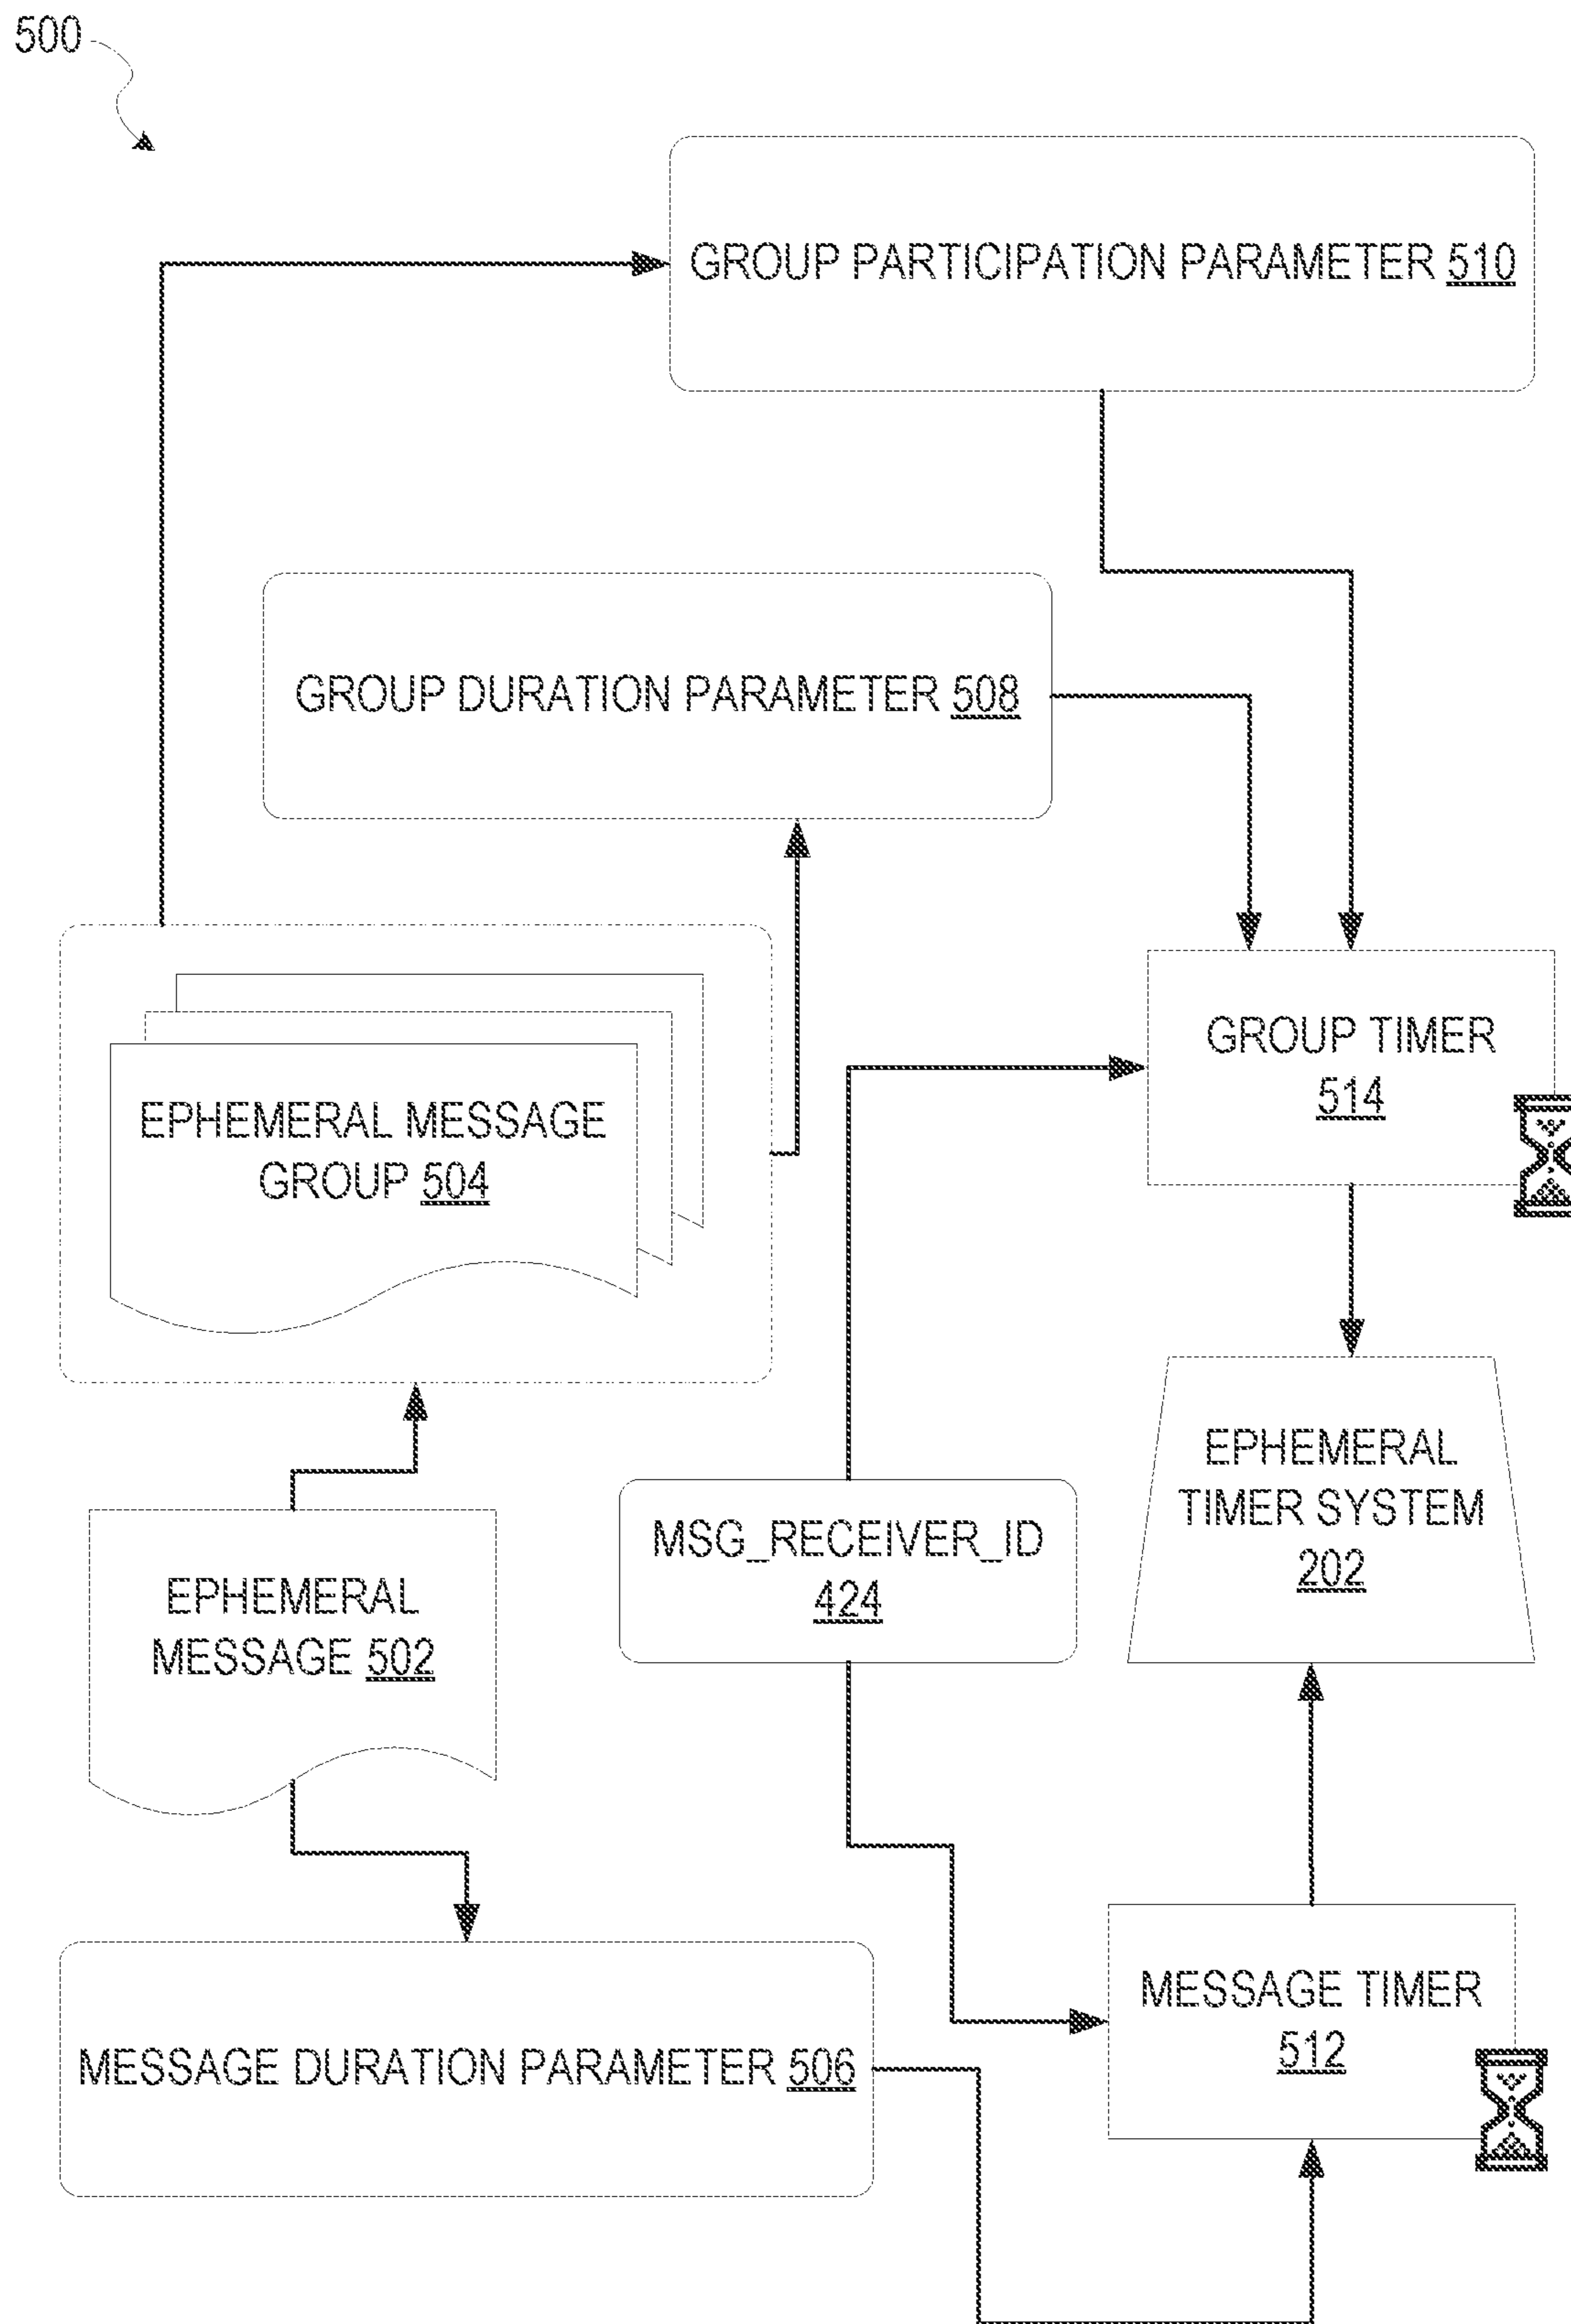 500
GROUP PARTICIPATION PARAMETER 510
GROUP DURATION PARAMETER 508
GROUP TIMER
514
EPHEMERAL MESSAGE
GROUP 504
EPHEMERAL
TIMER SYSTEM
202
MSG_RECEIVER_ID
424
EPHEMERAL
MESSAGE 502
MESSAGE TIMER
512
MESSAGE DURATION PARAMETER 506